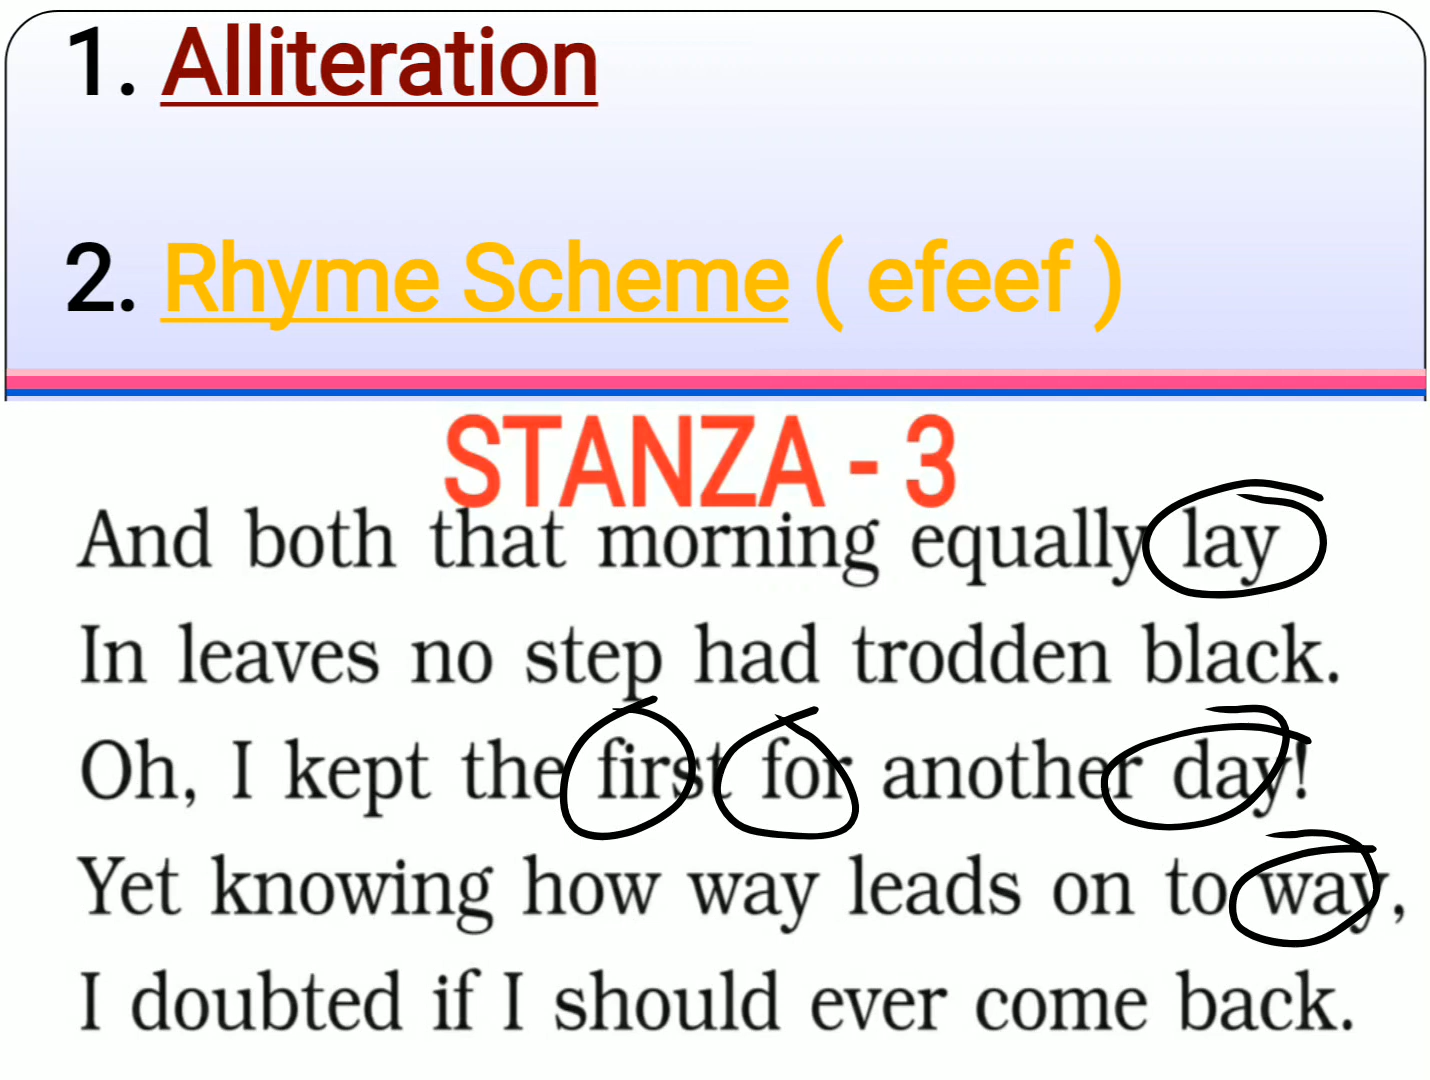 1. Alliteration
2. Rhyme Scheme ( efeef )
STANZA - 3
And both that morning equally lay
In leaves no step had trodden black.
Oh, I kept the first for another day!
Yet knowing how way leads on to way,
I doubted if I should ever come back.